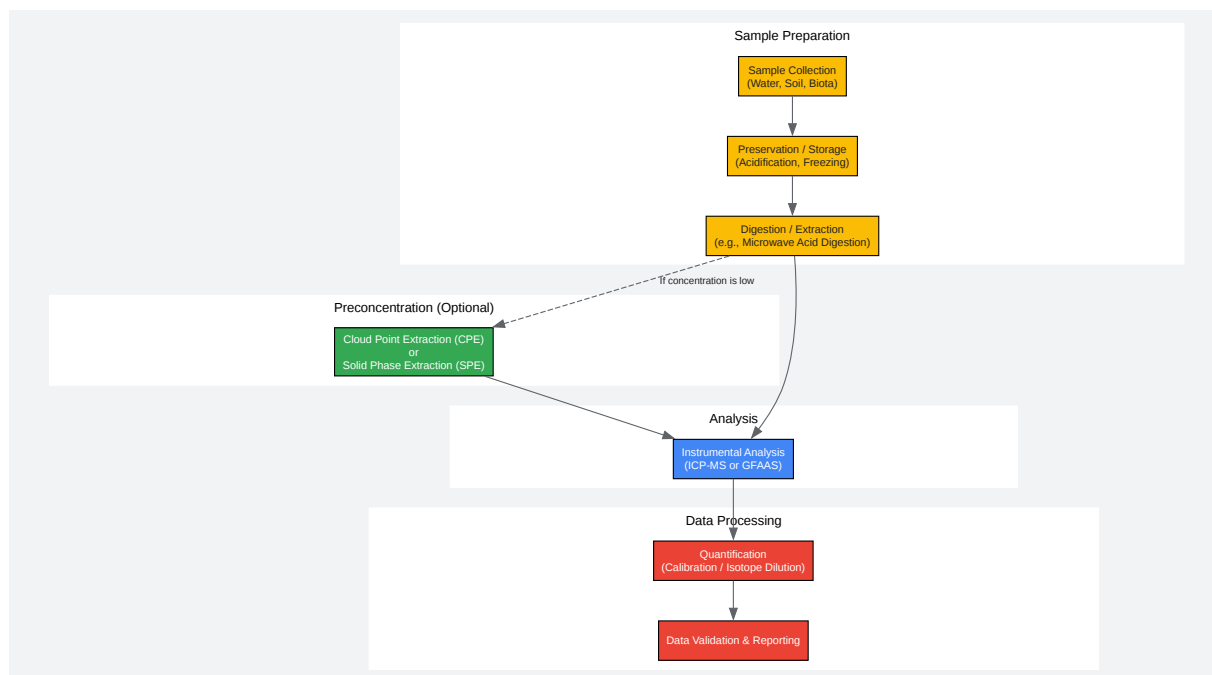 Sample Preparation
Sample Collection
(Water, Soil, Biota)
Preservation / Storage
(Acidification, Freezing)
Digestion / Extraction
(e.g., Microwave Acid Digestion)
If concentration is low
Preconcentration (Optional)
Cloud Point Extraction (CPE)
or
Solid Phase Extraction (SPE)
Analysis
Instrumental Analysis
(ICP-MS or GFAAS)
Data Processing
Quantification
(Calibration / Isotope Dilution)
Data Validation & Reporting